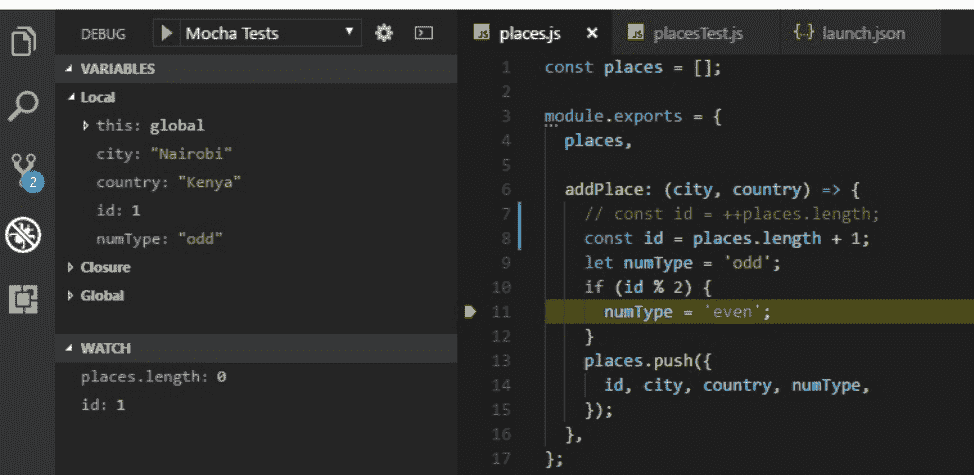 DEBUG Mocha Tests
VARIABLES
Local
this: global
city: "Nairobi"
country: "Kenya"
id: 1
numType: "odd"
Closure
Global
WATCH
places.length: 0
id: 1
2
JS places.js × JS placesTest.js {··} launch.json
1 const places = [];
2
3 module.exports = {
4 places,
5
6 addPlace: (city, country) => {
7 // const id = ++places.length;
8 const id = places.length + 1;
9 let numType = 'odd';
10 if (id % 2) {
11 numType = 'even';
12 }
13 places.push({
14 id, city, country, numType,
15 });
16 },
17 };